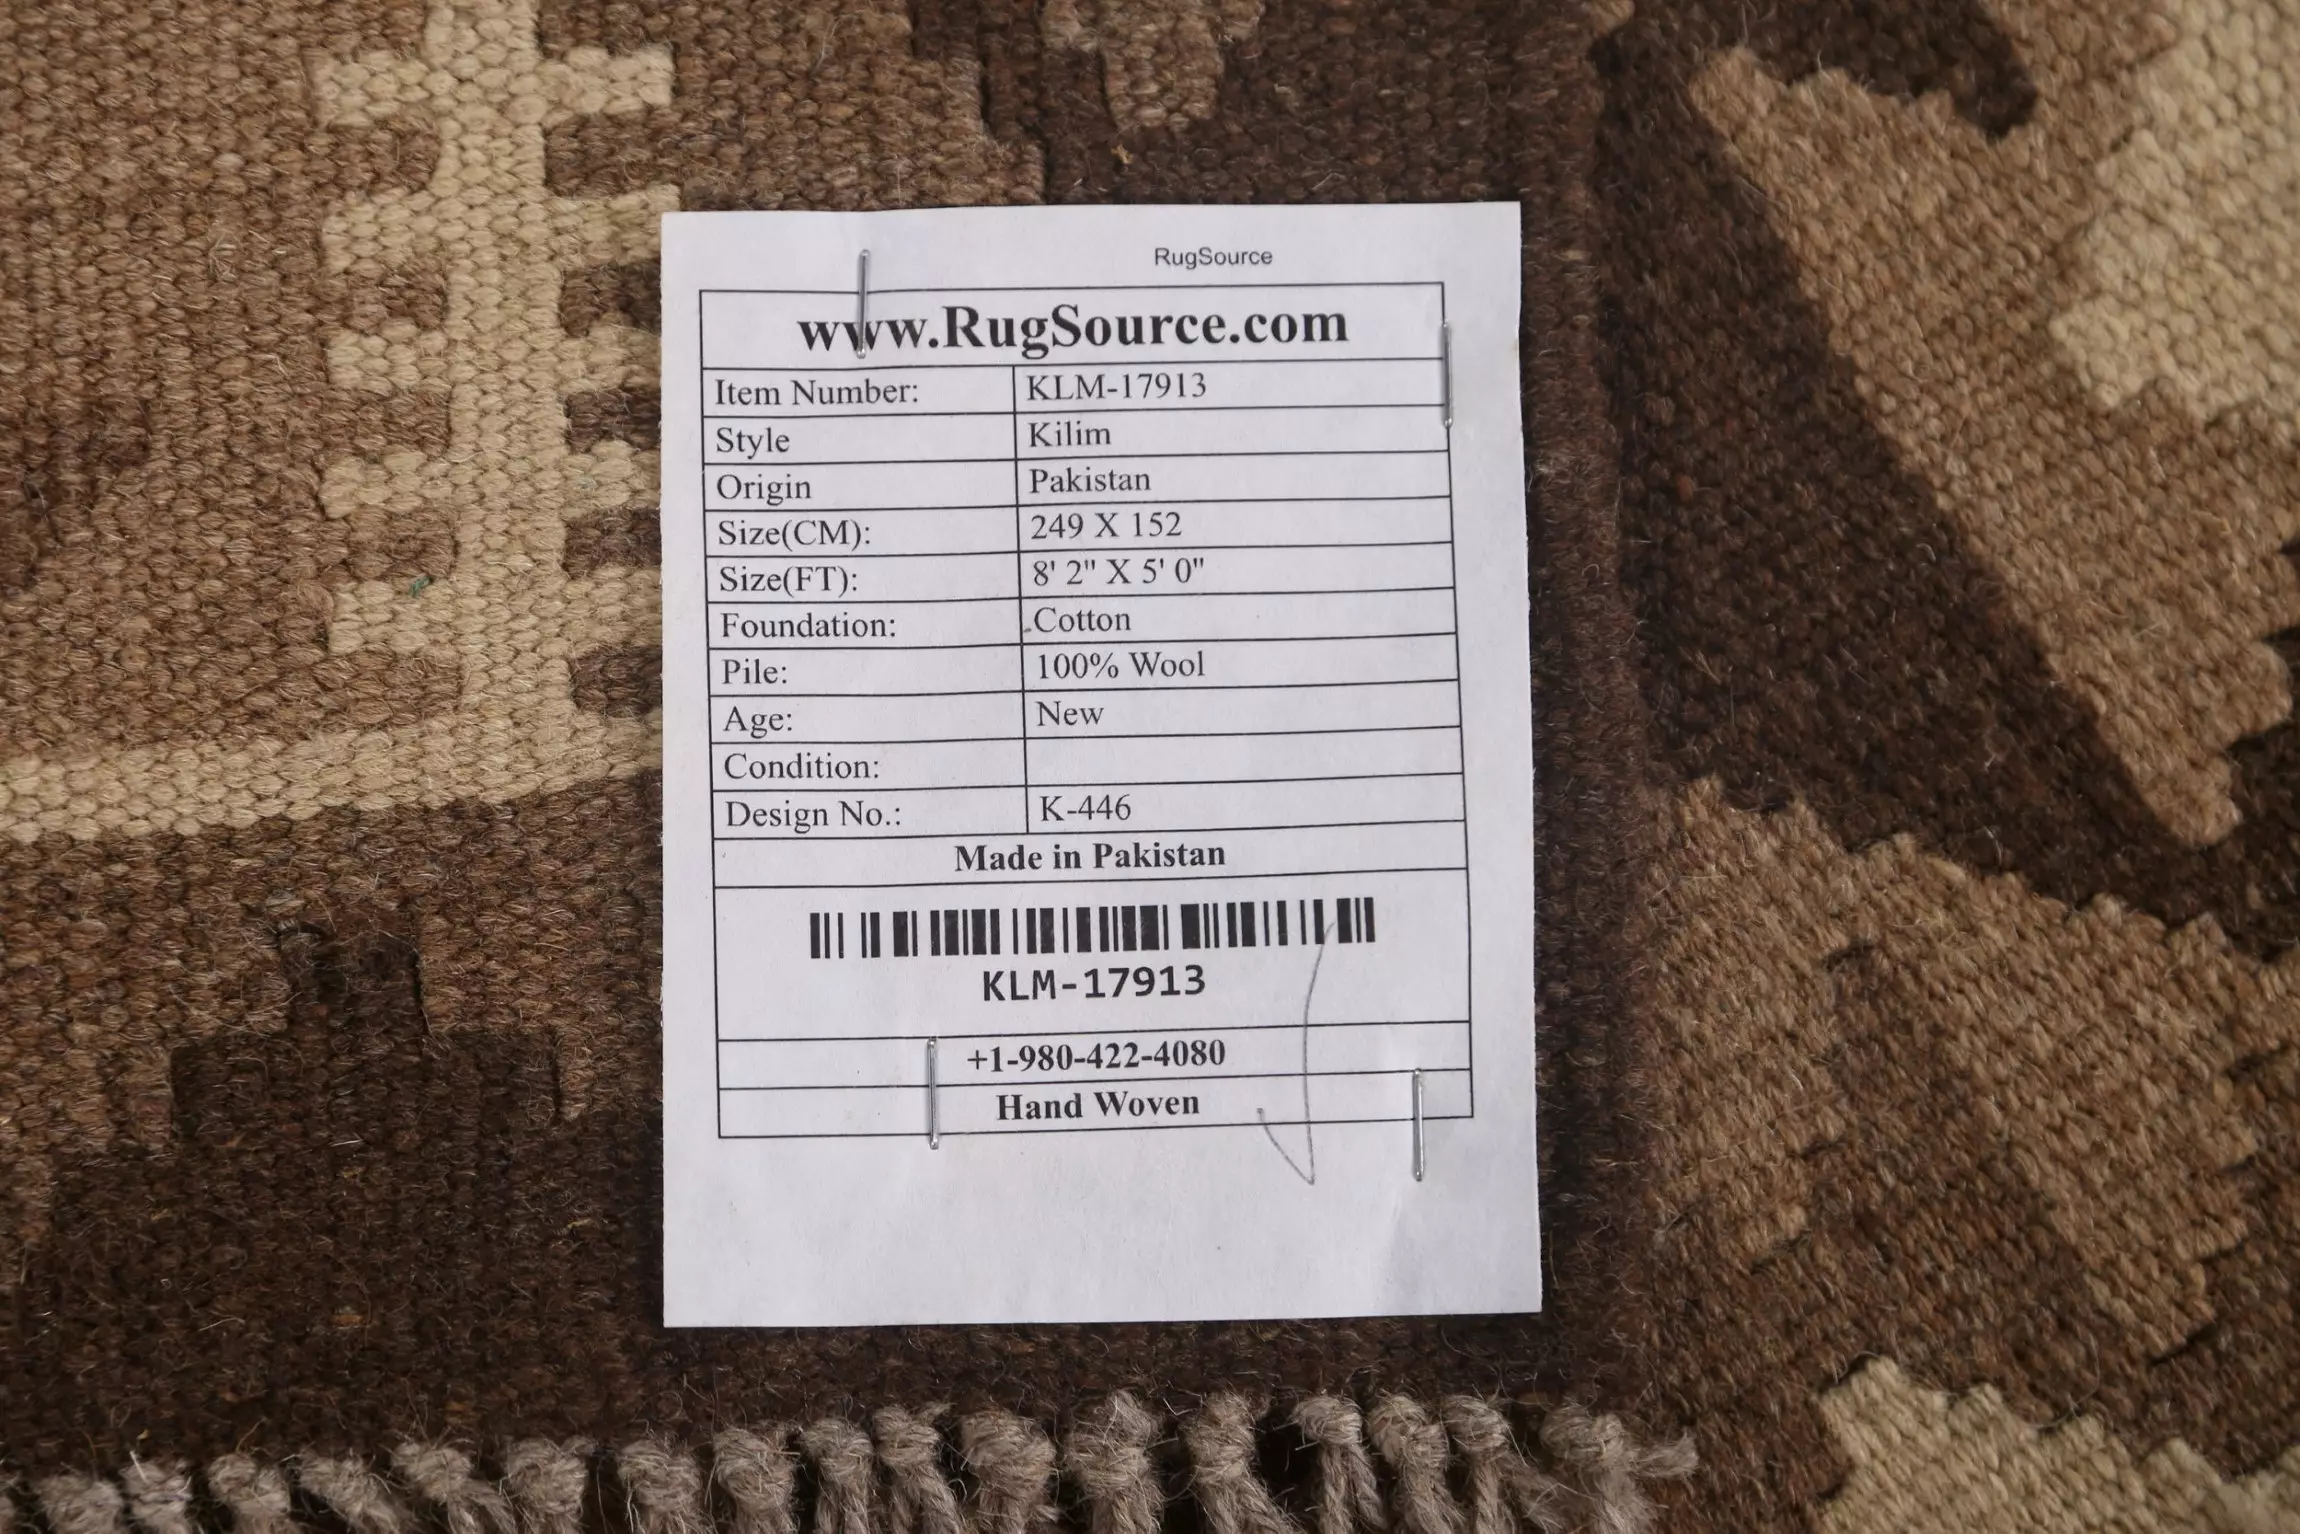 RugSource
www.RugSource.com
Item Number: KLM-17913
Style Kilim
Origin Pakistan
Size(CM): 249 X 152
Size(FT): 8' 2" X 5' 0"
Foundation: Cotton
Pile: 100% Wool
Age: New
Condition:
Design No.: K-446
Made in Pakistan
KLM-17913
+1-980-422-4080
Hand Woven